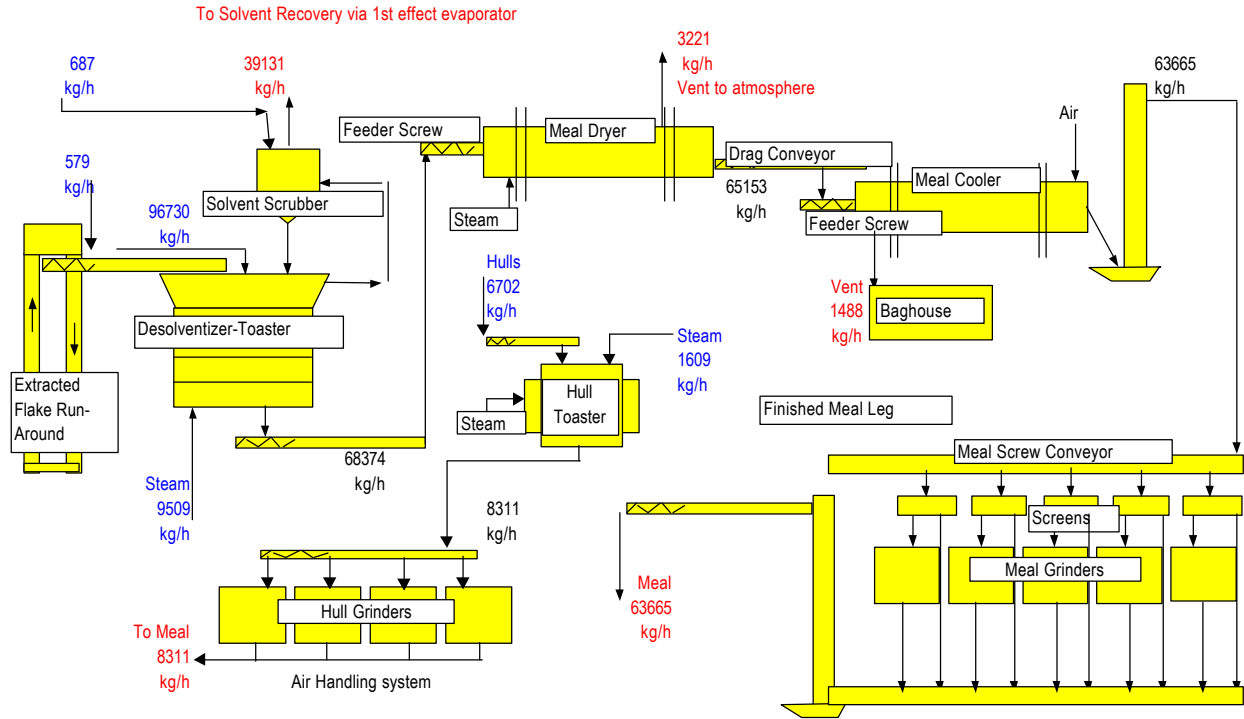 To Solvent Recovery via 1st effect evaporator
687
kg/h
39131
kg/h
3221
kg/h
Vent to atmosphere
63665
kg/h
Air
Feeder Screw
Meal Dryer
Drag Conveyor
579
kg/h
Solvent Scrubber
65153
kg/h
Meal Cooler
96730
kg/h
Steam
Feeder Screw
Hulls
6702
kg/h
Vent
1488
kg/h
Baghouse
Desolventizer-Toaster
Steam
1609
kg/h
Extracted
Flake Run-
Around
Hull
Toaster
Steam
Finished Meal Leg
68374
kg/h
Meal Screw Conveyor
Steam
9509
kg/h
8311
kg/h
Screens
Meal Grinders
Hull Grinders
Meal
63665
kg/h
To Meal
8311
kg/h
Air Handling system